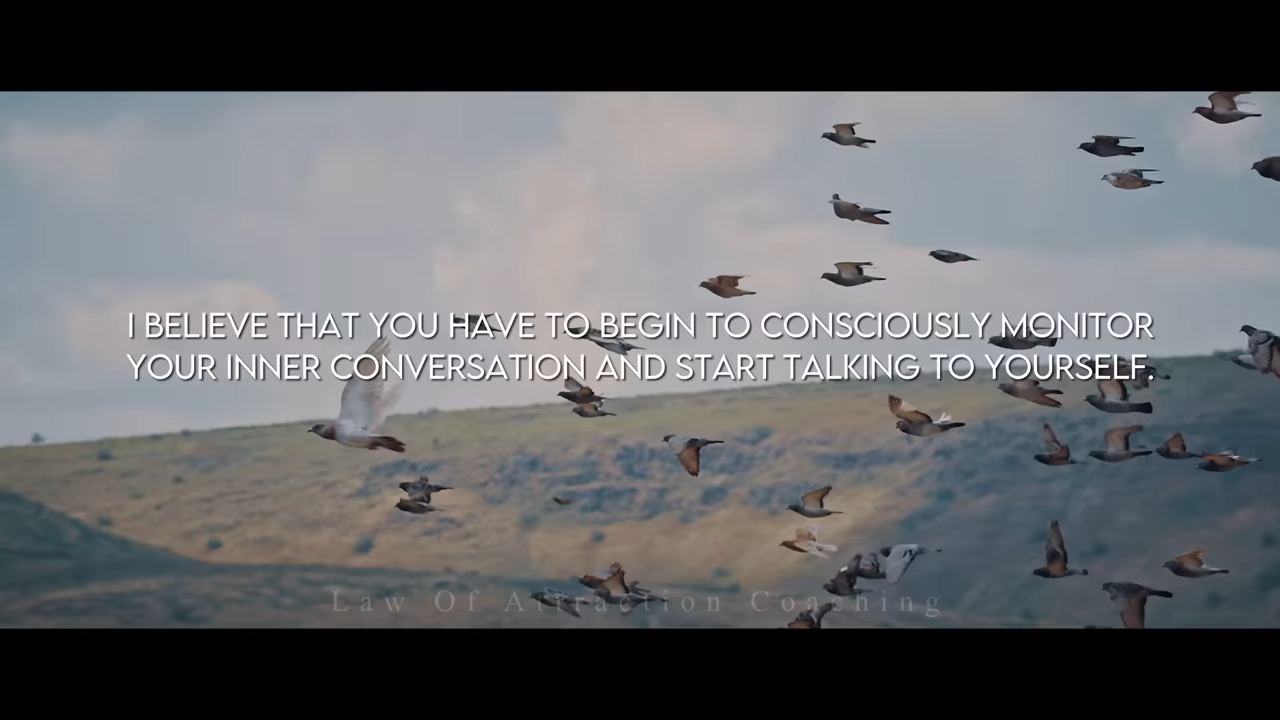 I BELIEVE THAT YOU HAVE TO BEGIN TO CONSCIOUSLY MONITOR
YOUR INNER CONVERSATION AND START TALKING TO YOURSELF.
Law Of Attraction Coaching